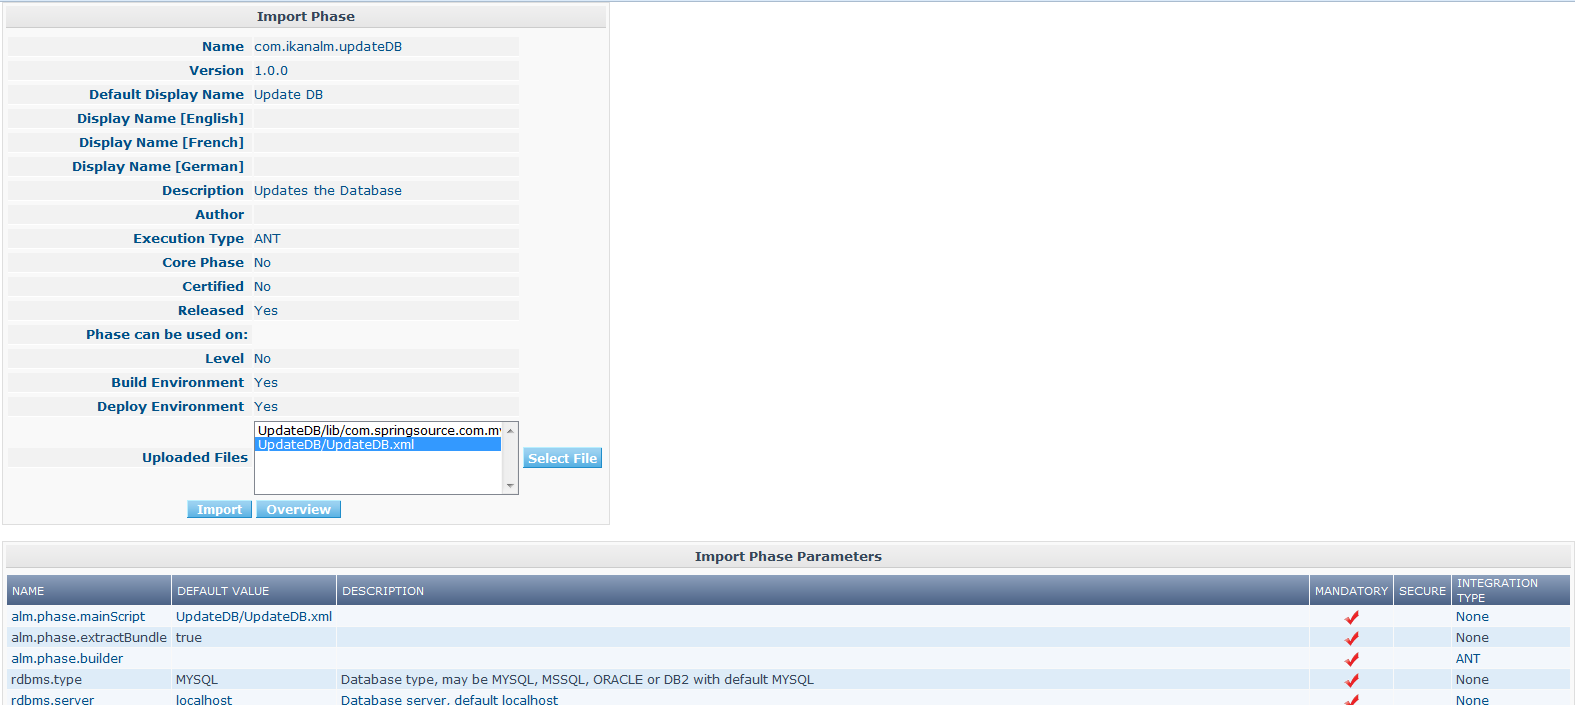 Import Phase
Name com.ikanalm.updateDB
Version 1.0.0
Default Display Name Update DB
Display Name [English]
Display Name [French]
Display Name [German]
Description Updates the Database
Author
Execution Type ANT
Core Phase No
Certified No
Released Yes
Phase can be used on:
Level No
Build Environment Yes
Deploy Environment Yes
UpdateDB/lib/com.springsource.com.my
UpdateDB/UpdateDB.xml
Uploaded Files Select File
Import Overview
Import Phase Parameters
NAME DEFAULT VALUE DESCRIPTION MANDATORY SECURE INTEGRATION TYPE
alm.phase.mainScript UpdateDB/UpdateDB.xml None
alm.phase.extractBundle true None
alm.phase.builder ANT
rdbms.type MYSQL Database type, may be MYSQL, MSSQL, ORACLE or DB2 with default MYSQL None
rdbms.server localhost Database server, default localhost None